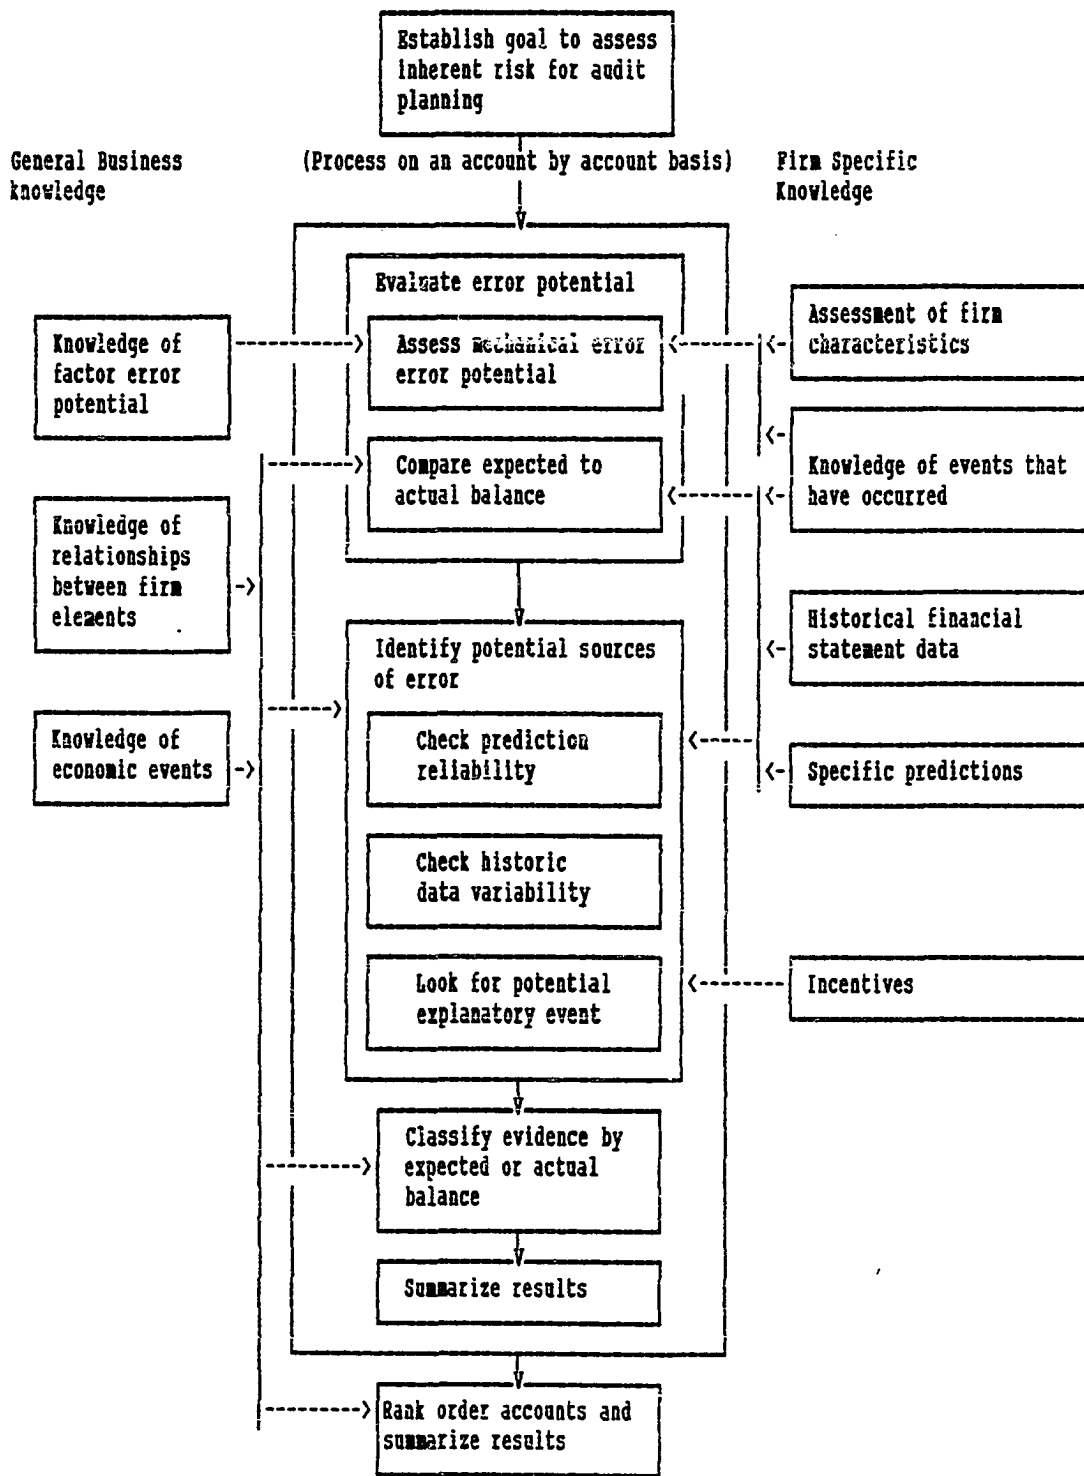 Establish goal to assess
inherent risk for audit
planning
General Business
knowledge
(Process on an account by account basis)
Firm Specific
Knowledge
Evaluate error potential
Assess mechanical error
error potential
Compare expected to
actual balance
Knowledge of
factor error
potential
Knowledge of
relationships
between firm
elements
Knowledge of
economic events
Assessment of firm
characteristics
Knowledge of events that
have occurred
Historical financial
statement data
Specific predictions
Incentives
Identify potential sources
of error
Check prediction
reliability
Check historic
data variability
Look for potential
explanatory event
Classify evidence by
expected or actual
balance
Summarize results
Rank order accounts and
summarize results